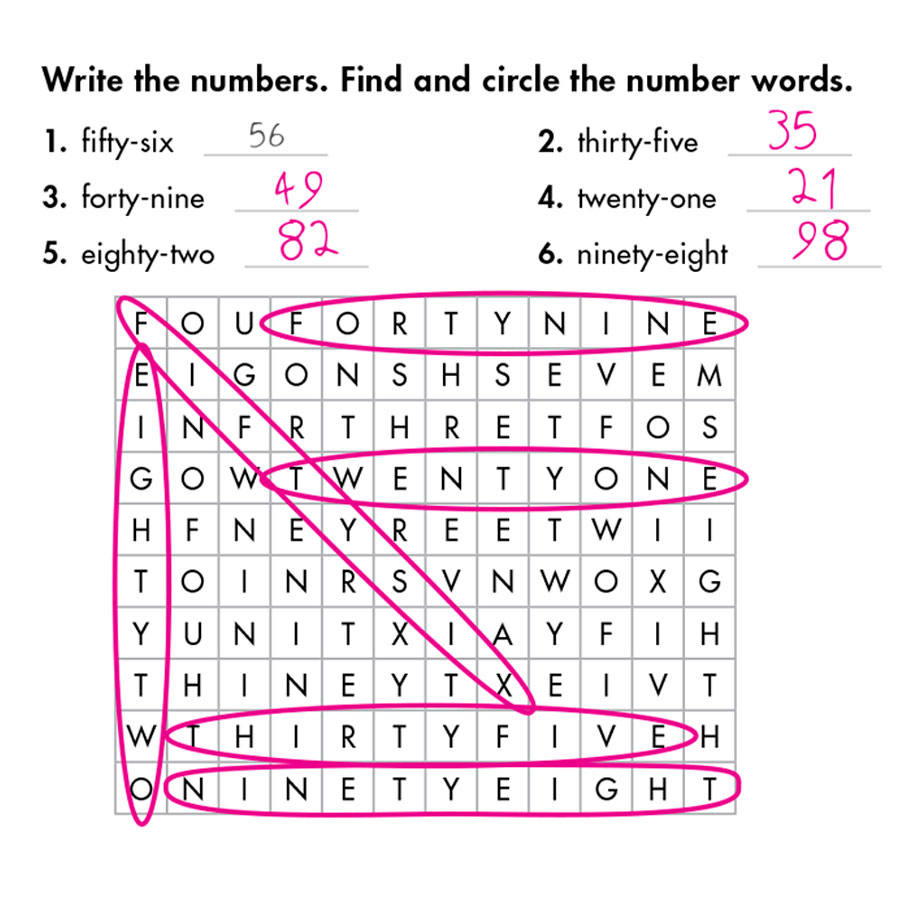 Write the numbers. Find and circle the number words.
1. fifty-six 56 2. thirty-five 35
3. forty-nine 49 4. twenty-one 21
5. eighty-two 82 6. ninety-eight 98
F O U F O R T Y N I N E
E I G O N S H S E V E M
I N F R T H R E T F O S
G O W T W E N T Y O N E
H F N E Y R E E T W I I
T O I N R S V N W O X G
Y U N I T X I A Y F I H
T H I N E Y T X E I V T
W T H I R T Y F I V E H
O N I N E T Y E I G H T